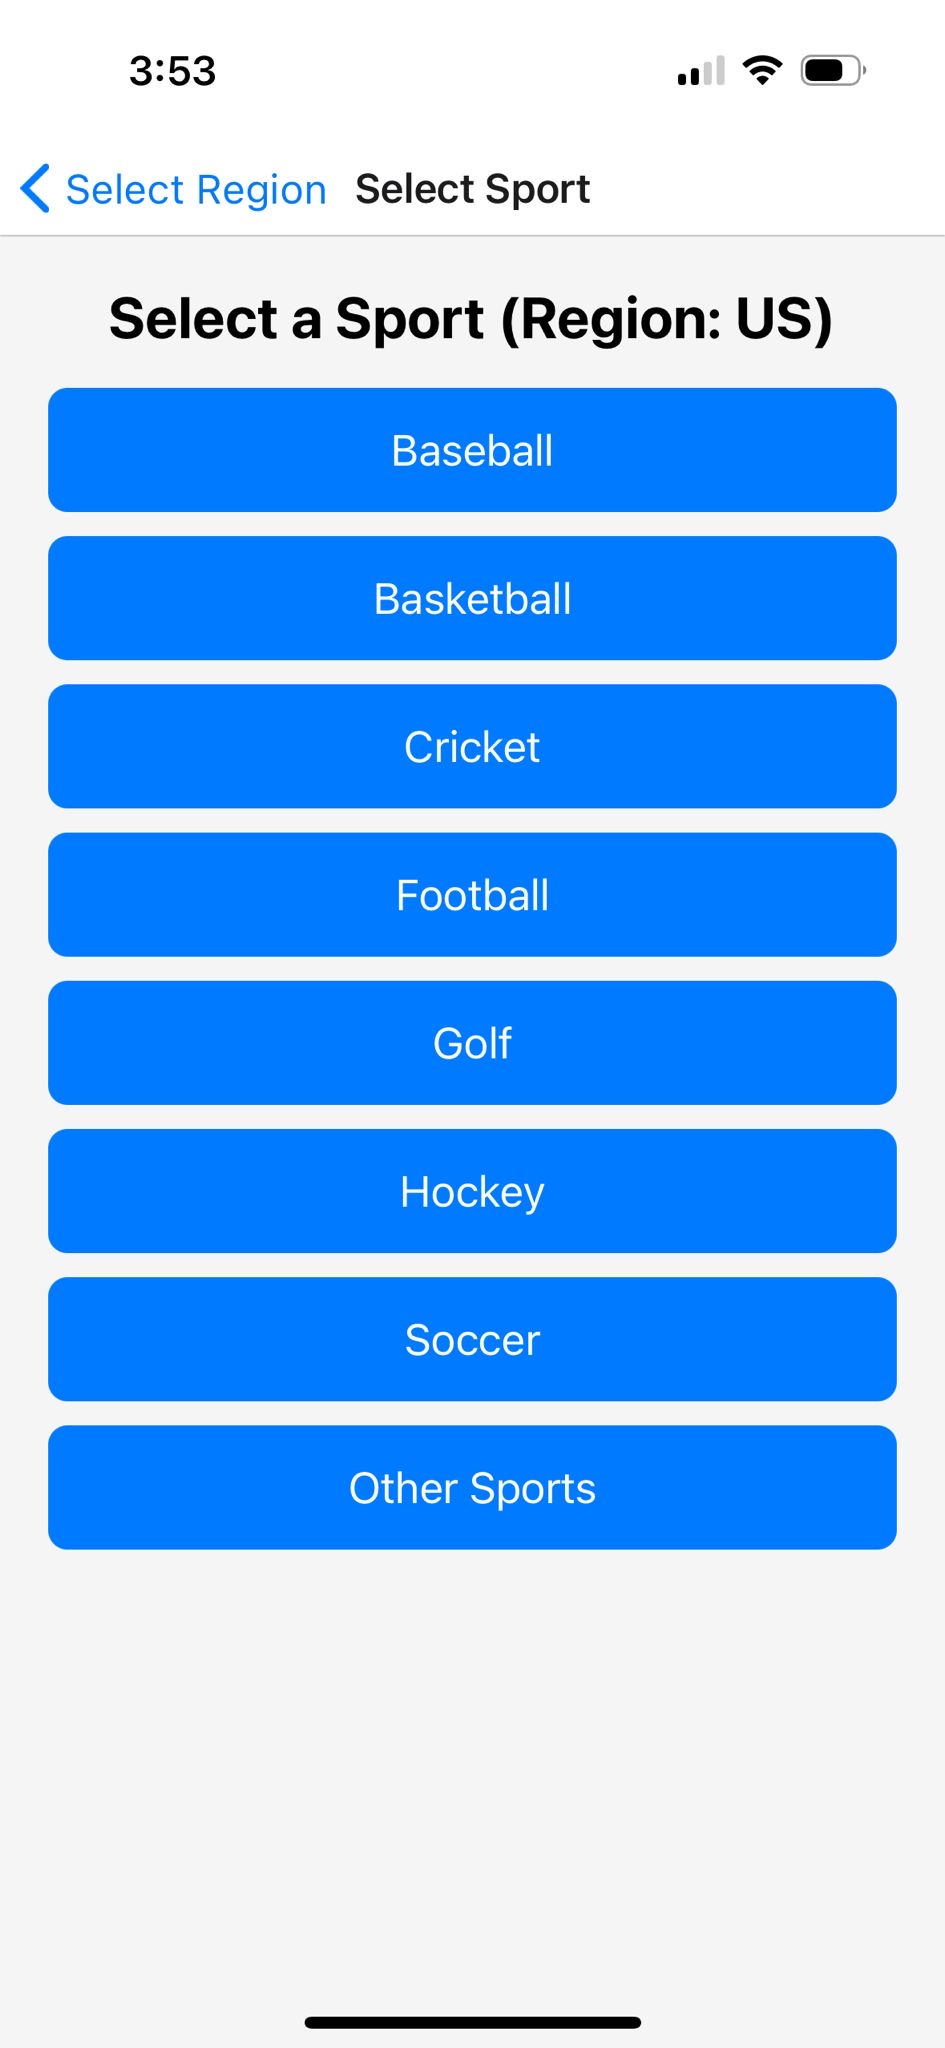 3:53
Select Region Select Sport
Select a Sport (Region: US)
Baseball
Basketball
Cricket
Football
Golf
Hockey
Soccer
Other Sports